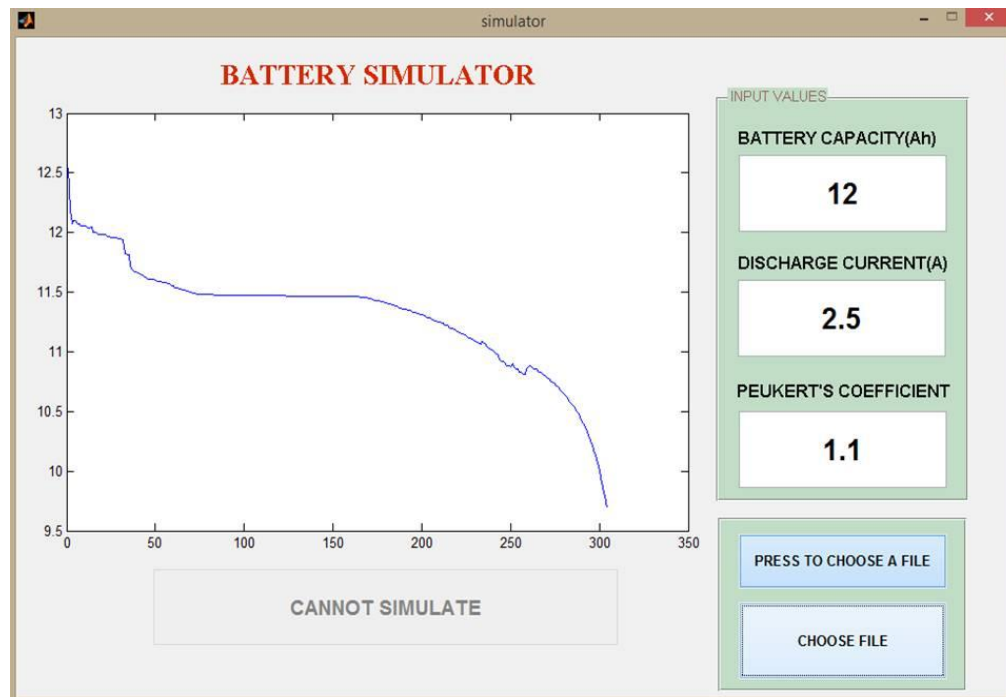 simulator
BATTERY SIMULATOR
13
12.5
12
11.5
11
10.5
10
9.5
0 50 100 150 200 250 300 350
CANNOT SIMULATE
INPUT VALUES
BATTERY CAPACITY(Ah)
12
DISCHARGE CURRENT(A)
2.5
PEUKERT'S COEFFICIENT
1.1
PRESS TO CHOOSE A FILE
CHOOSE FILE